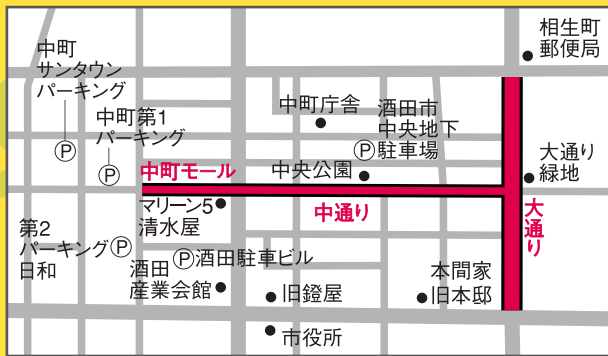 相生町
郵便局
中町
サンタウン
パーキング
P
中町第1
パーキング
P
中町庁舎
酒田市
中央地下
P駐車場
大通り
緑地
中町モール
中央公園
マリーン5
清水屋
中通り
大通り
第2
パーキングP
日和
P酒田駐車ビル
酒田
産業会館
旧鐙屋
本間家
旧本邸
市役所